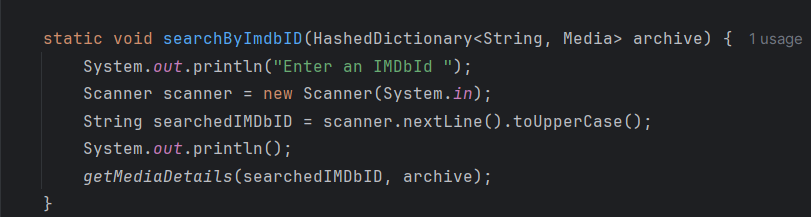 static void searchByImdbID(HashedDictionary<String, Media> archive) { 1 usage
System.out.println("Enter an IMDbId ");
Scanner scanner = new Scanner(System.in);
String searchedIMDbID = scanner.nextLine().toUpperCase();
System.out.println();
getMediaDetails(searchedIMDbID, archive);
}